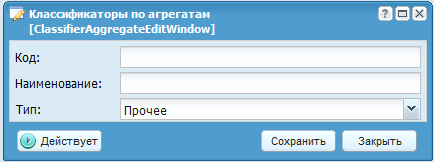 Классификаторы по агрегатам
[ClassifierAggregateEditWindow]
Код:
Наименование:
Тип: Прочее
Действует Сохранить Закрыть